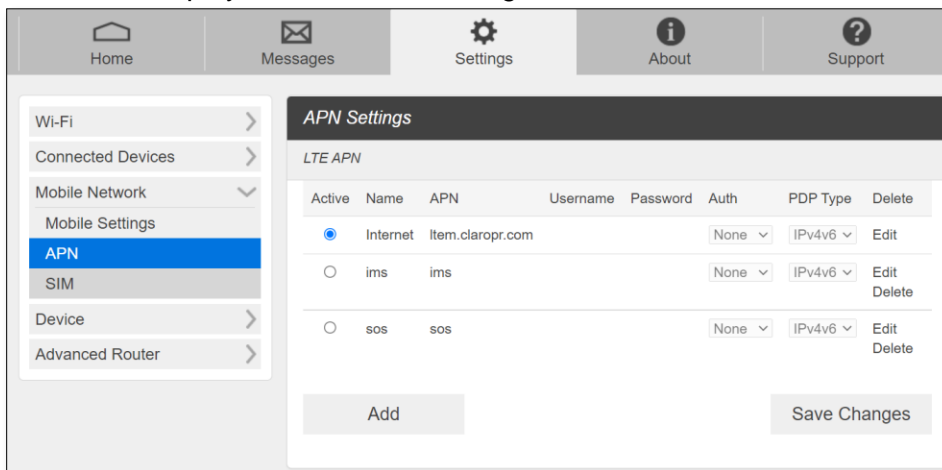 Home Messages Settings About Support
Wi-Fi
Connected Devices
Mobile Network
Mobile Settings
APN
SIM
Device
Advanced Router
APN Settings
LTE APN
Active Name APN Username Password Auth PDP Type Delete
Internet ltem.claropr.com None IPv4v6 Edit
ims ims None IPv4v6 Edit
Delete
sos sos None IPv4v6 Edit
Delete
Add Save Changes